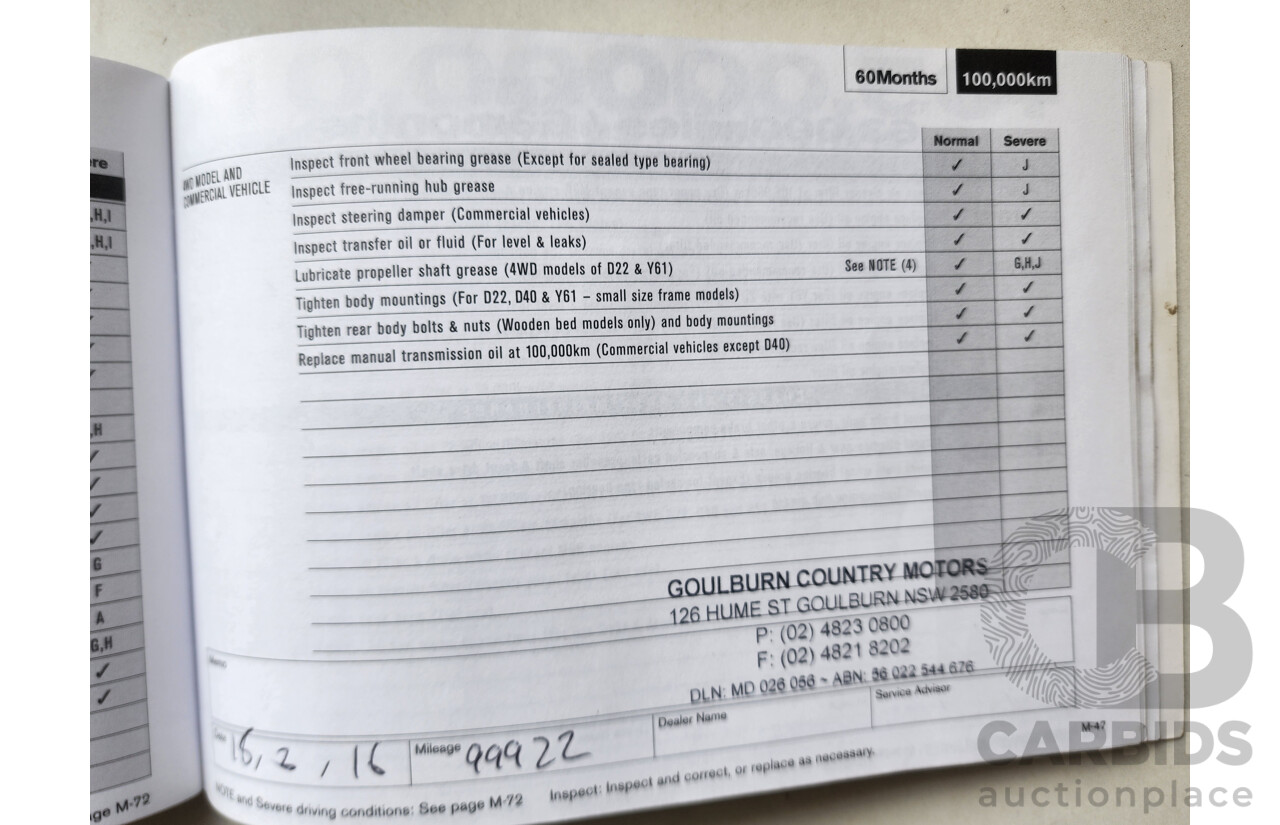 60Months 100,000km
Normal Severe
4WD MODEL AND
COMMERCIAL VEHICLE
Inspect front wheel bearing grease (Except for sealed type bearing) ✓ J
Inspect free-running hub grease ✓ J
Inspect steering damper (Commercial vehicles) ✓ ✓
Inspect transfer oil or fluid (For level & leaks) ✓ ✓
Lubricate propeller shaft grease (4WD models of D22 & Y61) See NOTE (4) ✓ G,H,J
Tighten body mountings (For D22, D40 & Y61 – small size frame models) ✓ ✓
Tighten rear body bolts & nuts (Wooden bed models only) and body mountings ✓ ✓
Replace manual transmission oil at 100,000km (Commercial vehicles except D40) ✓ ✓
GOULBURN COUNTRY MOTORS
126 HUME ST GOULBURN NSW 2580
P: (02) 4823 0800
F: (02) 4821 8202
DLN: MD 026 056 - ABN: 56 022 544 676
Memo
Date 16, 2, 16 Mileage 99922 Dealer Name Service Advisor
NOTE and Severe driving conditions: See page M-72 Inspect: Inspect and correct, or replace as necessary.
M-47
,H,I
,H,I
,H
✓
✓
✓
✓
G
F
A
G,H
✓
✓
ge M-72
CARBIDS
auctionplace